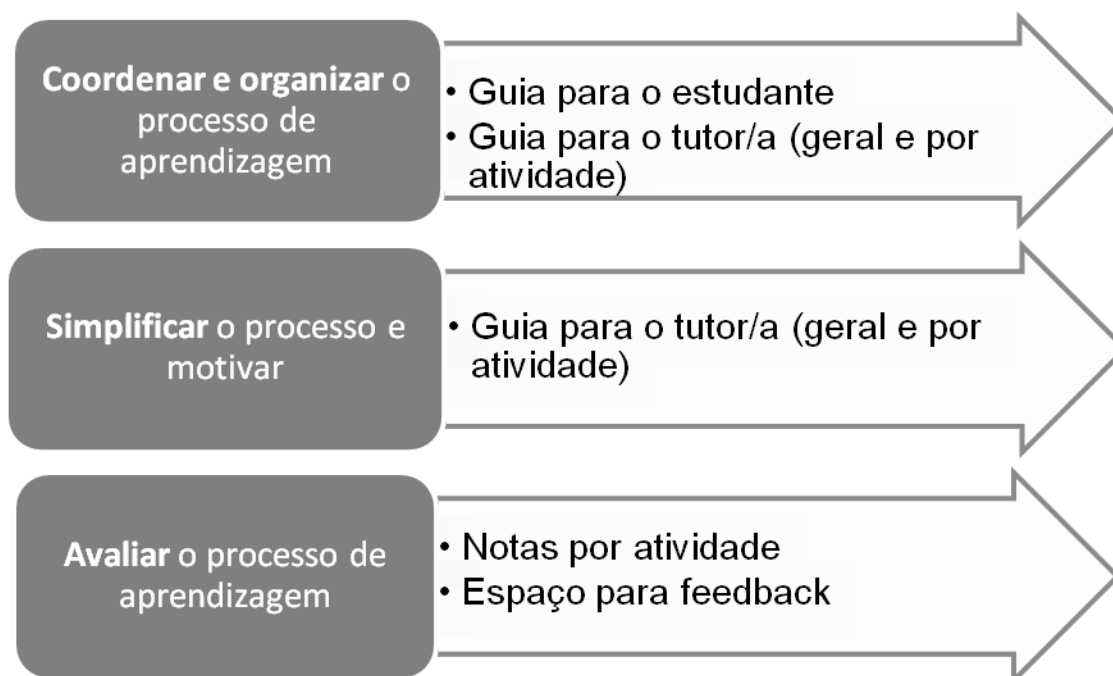 Coordenar e organizar o
processo de
aprendizagem
• Guia para o estudante
• Guia para o tutor/a (geral e por
atividade)
Simplificar o processo e
motivar
• Guia para o tutor/a (geral e por
atividade)
Avaliar o processo de
aprendizagem
• Notas por atividade
• Espaço para feedback